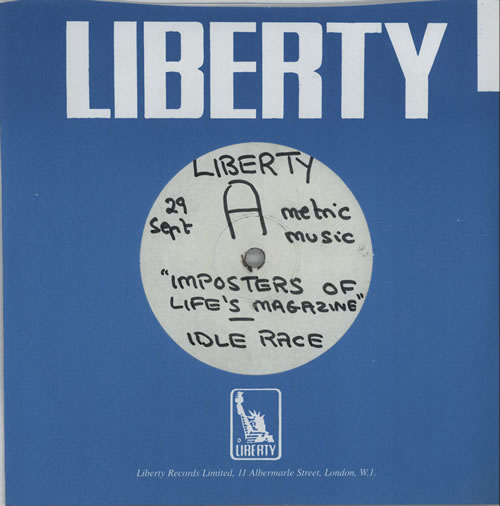 LIBERTY
LIBERTY
29 Sept
A
metric music
"IMPOSTERS OF
LIFE'S MAGAZINE"
IDLE RACE
LIBERTY
Liberty Records Limited, 11 Albermarle Street, London, W.1.